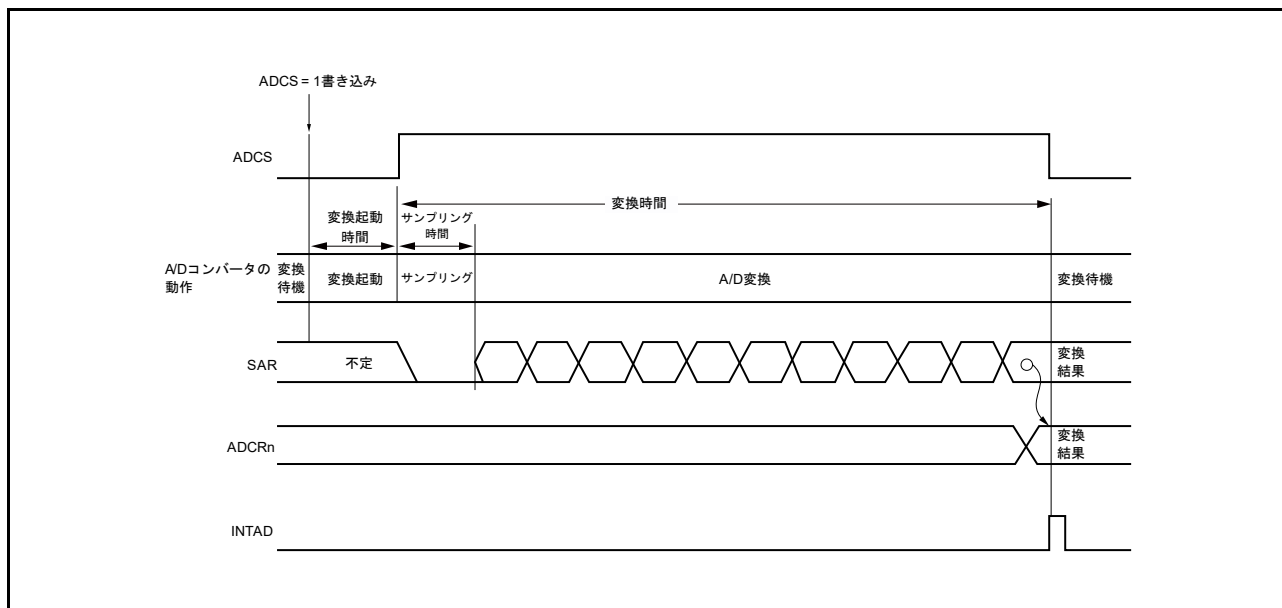 ADCS = 1書き込み
ADCS
変換時間
変換起動
時間
サンプリング
時間
A/Dコンバータの
動作
変換
待機
変換起動
サンプリング
A/D変換
変換待機
SAR
不定
変換
結果
ADCRn
変換
結果
INTAD